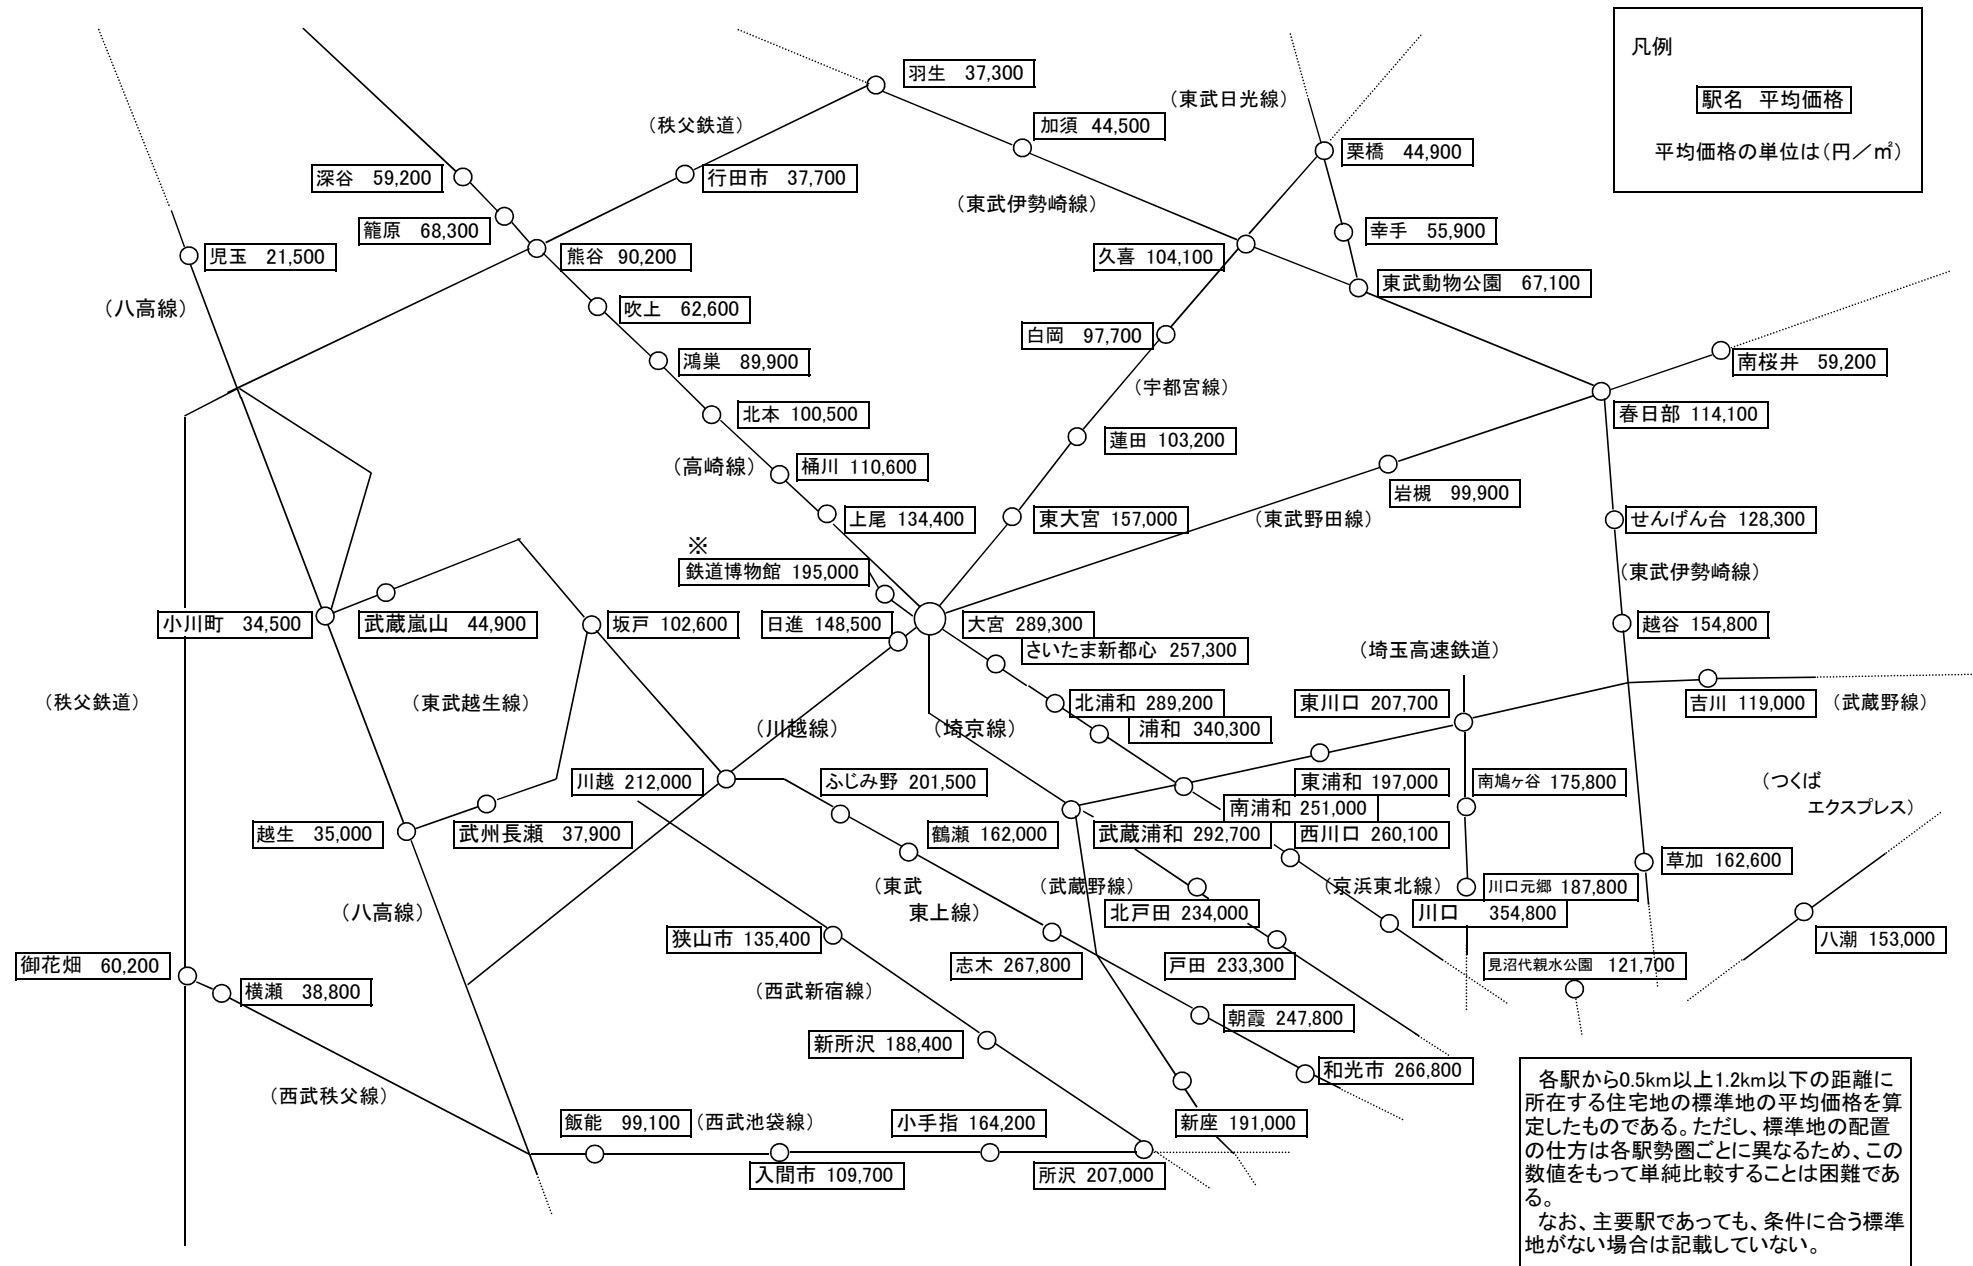 凡例
駅名 平均価格
平均価格の単位は（円／㎡）
羽生 37,300
（東武日光線）
（秩父鉄道）
加須 44,500
栗橋 44,900
深谷 59,200
行田市 37,700
（東武伊勢崎線）
籠原 68,300
幸手 55,900
児玉 21,500
熊谷 90,200
久喜 104,100
東武動物公園 67,100
（八高線）
吹上 62,600
白岡 97,700
鴻巣 89,900
南桜井 59,200
（宇都宮線）
北本 100,500
春日部 114,100
蓮田 103,200
（高崎線）
桶川 110,600
岩槻 99,900
上尾 134,400
東大宮 157,000
（東武野田線）
せんげん台 128,300
※
鉄道博物館 195,000
（東武伊勢崎線）
小川町 34,500
武蔵嵐山 44,900
坂戸 102,600
日進 148,500
大宮 289,300
越谷 154,800
さいたま新都心 257,300
（埼玉高速鉄道）
（秩父鉄道）
（東武越生線）
北浦和 289,200
東川口 207,700
吉川 119,000
（武蔵野線）
（川越線）
（埼京線）
浦和 340,300
川越 212,000
ふじみ野 201,500
東浦和 197,000
南鳩ヶ谷 175,800
（つくば
エクスプレス）
南浦和 251,000
越生 35,000
武州長瀬 37,900
鶴瀬 162,000
武蔵浦和 292,700
西川口 260,100
草加 162,600
（東武
東上線）
（武蔵野線）
（京浜東北線）
川口元郷 187,800
（八高線）
北戸田 234,000
川口 354,800
狭山市 135,400
八潮 153,000
御花畑 60,200
志木 267,800
戸田 233,300
見沼代親水公園 121,700
横瀬 38,800
（西武新宿線）
朝霞 247,800
新所沢 188,400
和光市 266,800
（西武秩父線）
飯能 99,100
（西武池袋線）
小手指 164,200
新座 191,000
入間市 109,700
所沢 207,000
各駅から0.5km以上1.2km以下の距離に
所在する住宅地の標準地の平均価格を算
定したものである。ただし、標準地の配置
の仕方は各駅勢圏ごとに異なるため、この
数値をもって単純比較することは困難であ
る。
なお、主要駅であっても、条件に合う標準
地がない場合は記載していない。